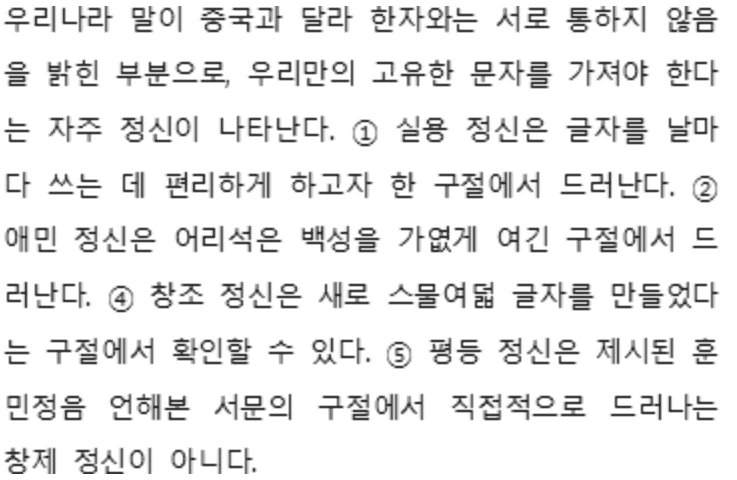 우리나라 말이 중국과 달라 한자와는 서로 통하지 않음
을 밝힌 부분으로, 우리만의 고유한 문자를 가져야 한다
는 자주 정신이 나타난다. ① 실용 정신은 글자를 날마
다 쓰는 데 편리하게 하고자 한 구절에서 드러난다. ②
애민 정신은 어리석은 백성을 가엾게 여긴 구절에서 드
러난다. ④ 창조 정신은 새로 스물여덟 글자를 만들었다
는 구절에서 확인할 수 있다. ⑤ 평등 정신은 제시된 훈
민정음 언해본 서문의 구절에서 직접적으로 드러나는
창제 정신이 아니다.